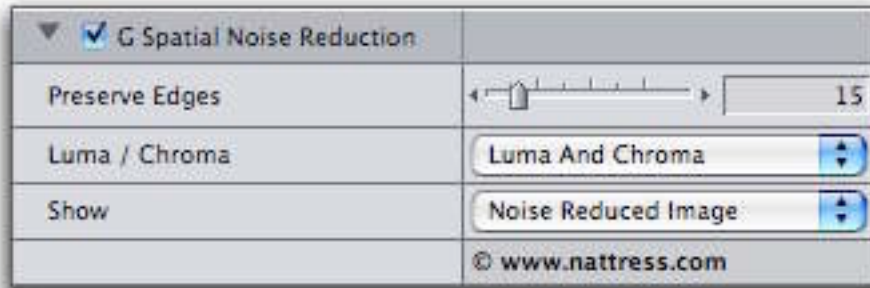 G Spatial Noise Reduction
Preserve Edges 15
Luma / Chroma Luma And Chroma
Show Noise Reduced Image
© www.nattress.com